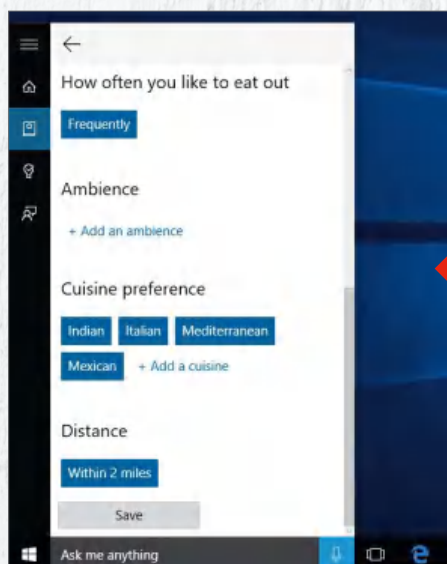 How often you like to eat out
Frequently
Ambience
+ Add an ambience
Cuisine preference
Indian Italian Mediterranean
Mexican + Add a cuisine
Distance
Within 2 miles
Save
Ask me anything